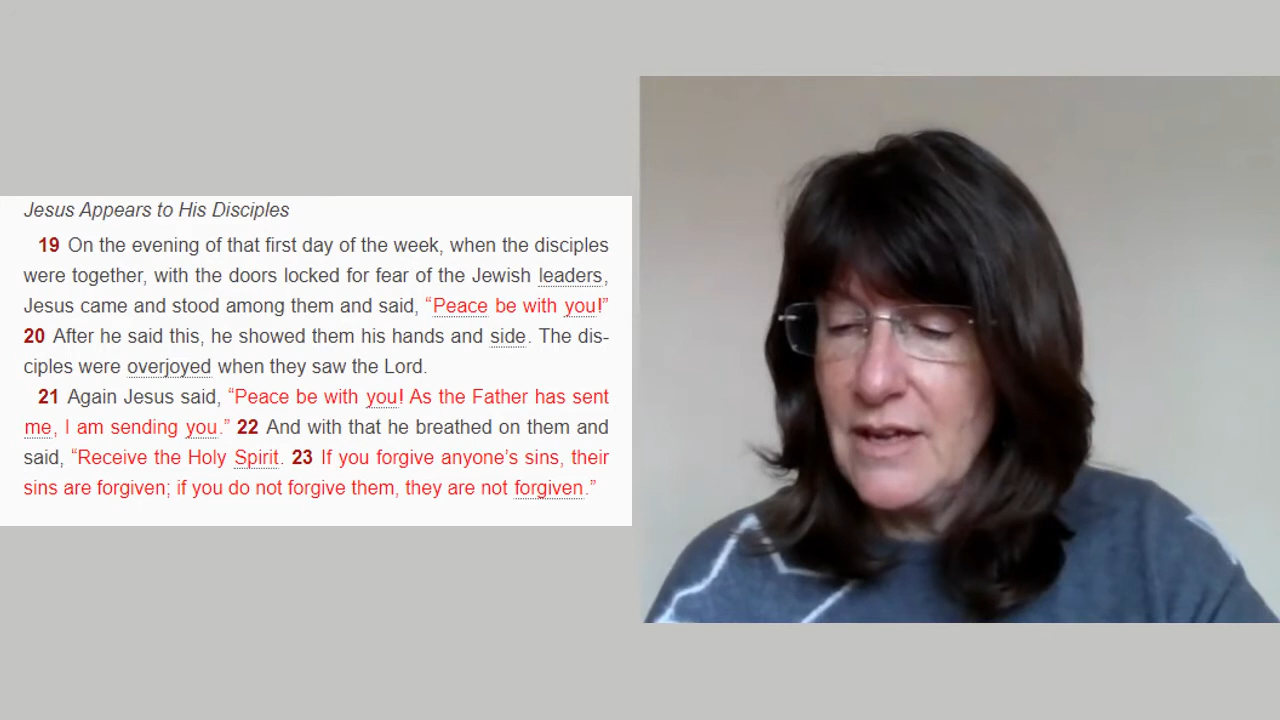 Jesus Appears to His Disciples
19 On the evening of that first day of the week, when the disciples
were together, with the doors locked for fear of the Jewish leaders,
Jesus came and stood among them and said, “Peace be with you!”
20 After he said this, he showed them his hands and side. The dis-
ciples were overjoyed when they saw the Lord.
21 Again Jesus said, “Peace be with you! As the Father has sent
me, I am sending you.” 22 And with that he breathed on them and
said, “Receive the Holy Spirit. 23 If you forgive anyone’s sins, their
sins are forgiven; if you do not forgive them, they are not forgiven.”